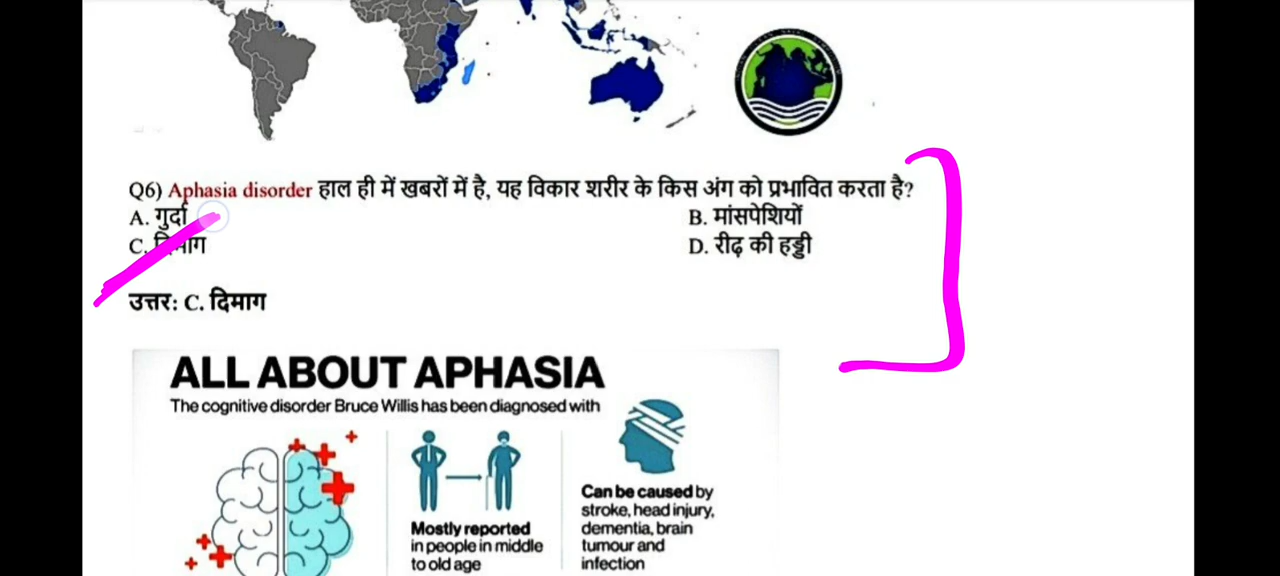 Q6) Aphasia disorder हाल ही में खबरों में है, यह विकार शरीर के किस अंग को प्रभावित करता है?
A. गुर्दा B. मांसपेशियों
C. दिमाग D. रीढ़ की हड्डी
उत्तर: C. दिमाग
ALL ABOUT APHASIA
The cognitive disorder Bruce Willis has been diagnosed with
Mostly reported
in people in middle
to old age
Can be caused by
stroke, head injury,
dementia, brain
tumour and
infection